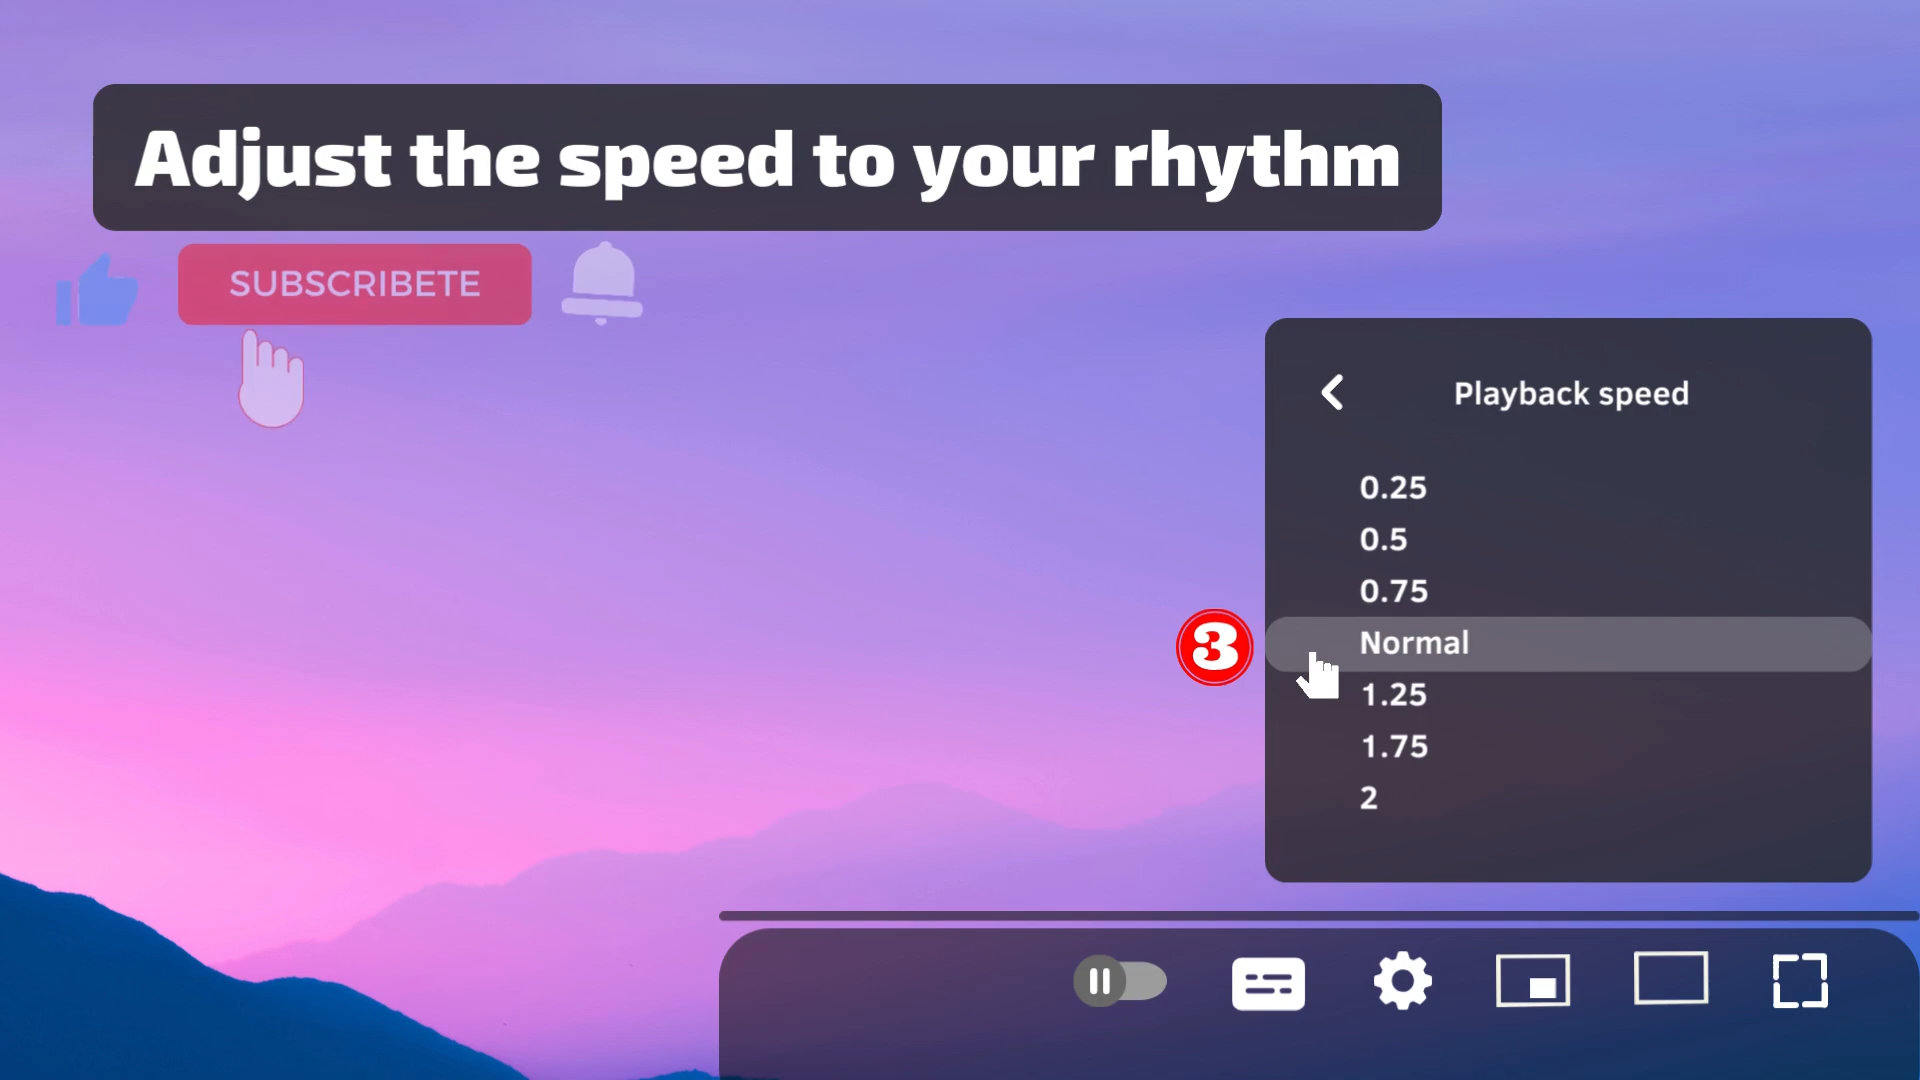 Adjust the speed to your rhythm
SUBSCRIBETE
Playback speed
0.25
0.5
0.75
3
Normal
1.25
1.75
2